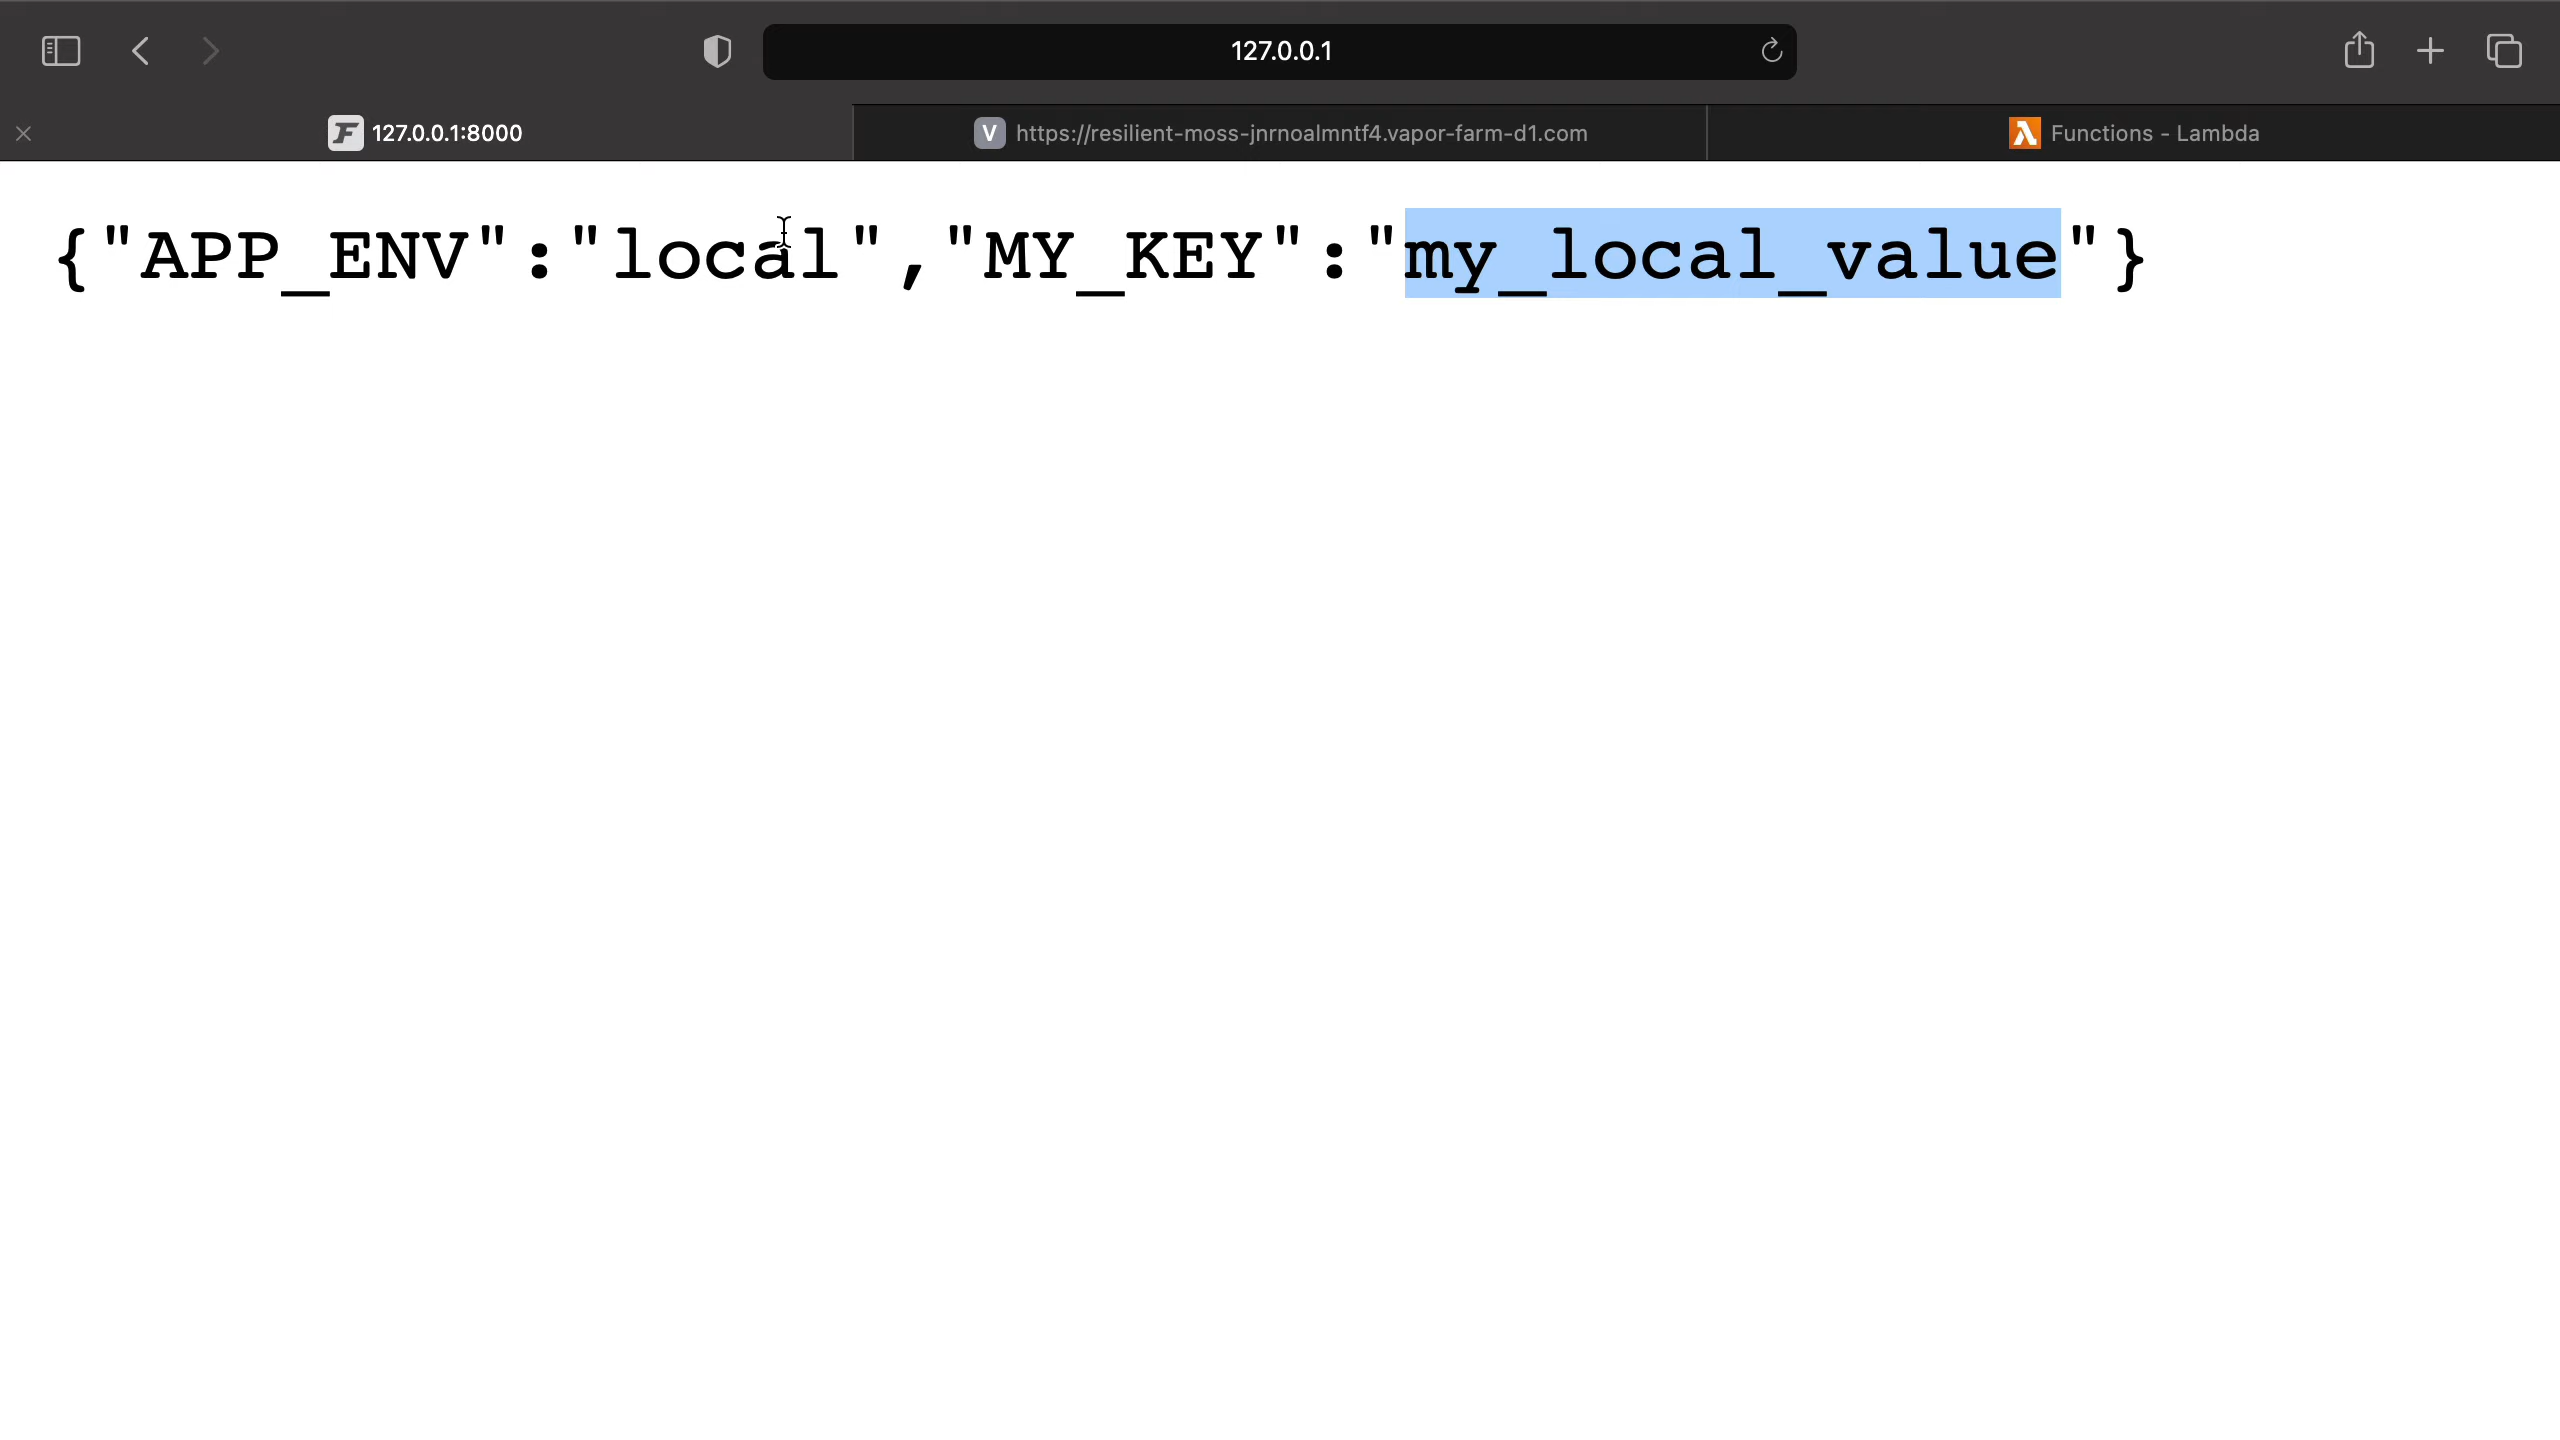 127.0.0.1
127.0.0.1:8000
V https://resilient-moss-jnrnoalmntf4.vapor-farm-d1.com
Functions - Lambda
{"APP_ENV":"local","MY_KEY":"my_local_value"}